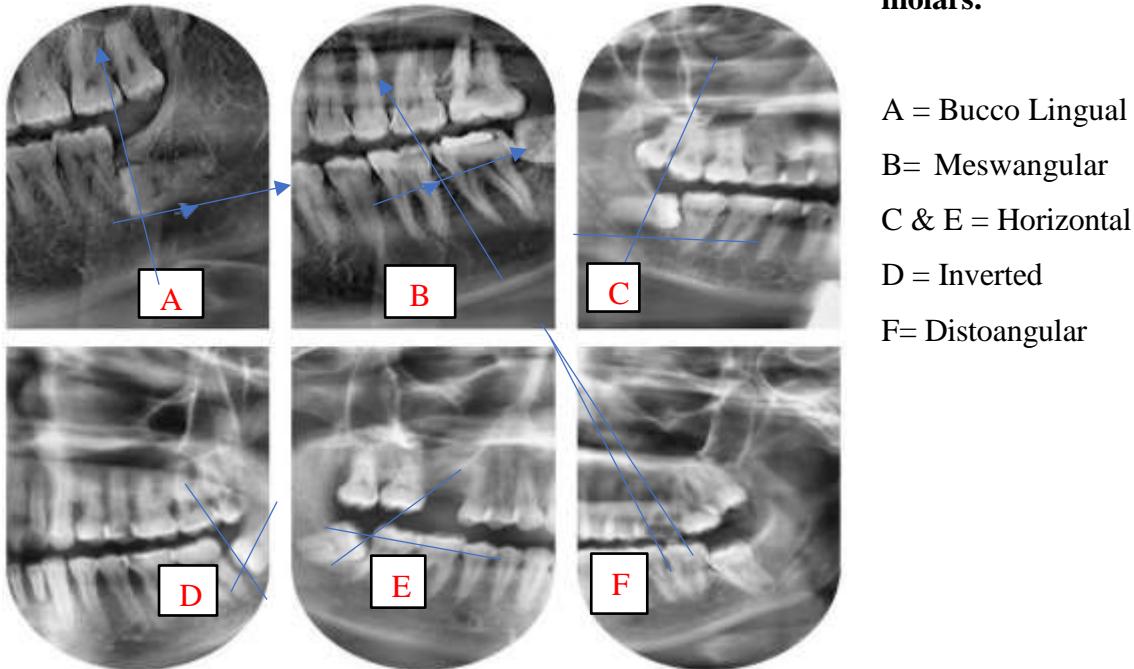 molars.
A = Bucco Lingual
B= Meswangular
C & E = Horizontal
D = Inverted
F= Distoangular
A
B
C
D
E
F